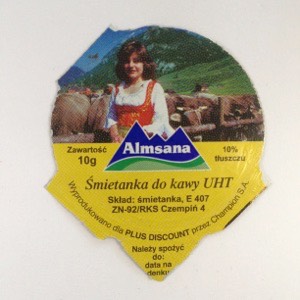 Almsana
Zawartość
10g
10%
tłuszczu
Śmietanka do kawy UHT
Skład: śmietanka, E 407
ZN-92/RKS Czempiń 4
Wyprodukowano dla PLUS DISCOUNT przez Champion S.A.
Należy spożyć
do:
data na
denku